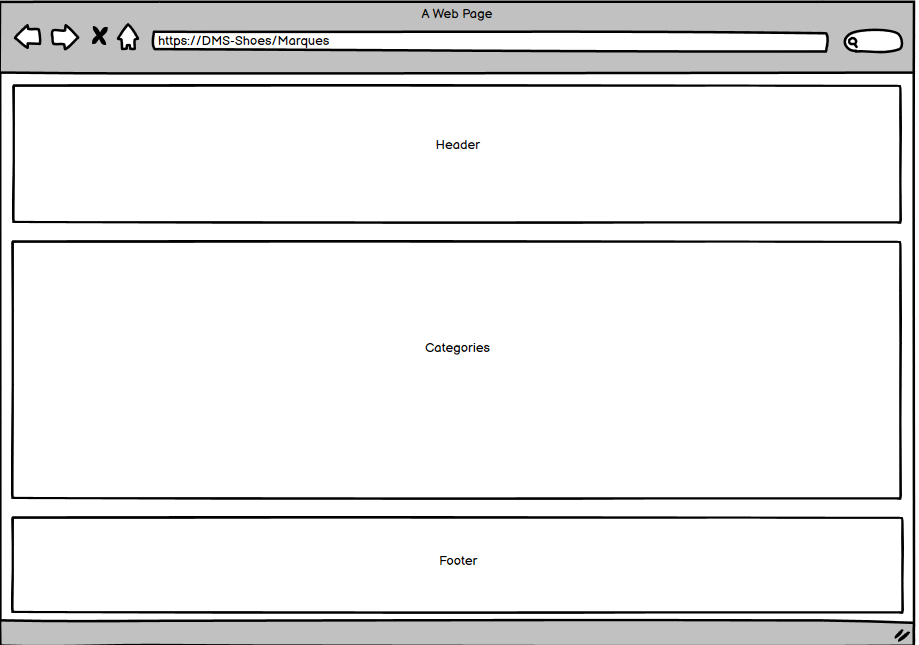 A Web Page
https://DMS-Shoes/Marques
Header
Categories
Footer